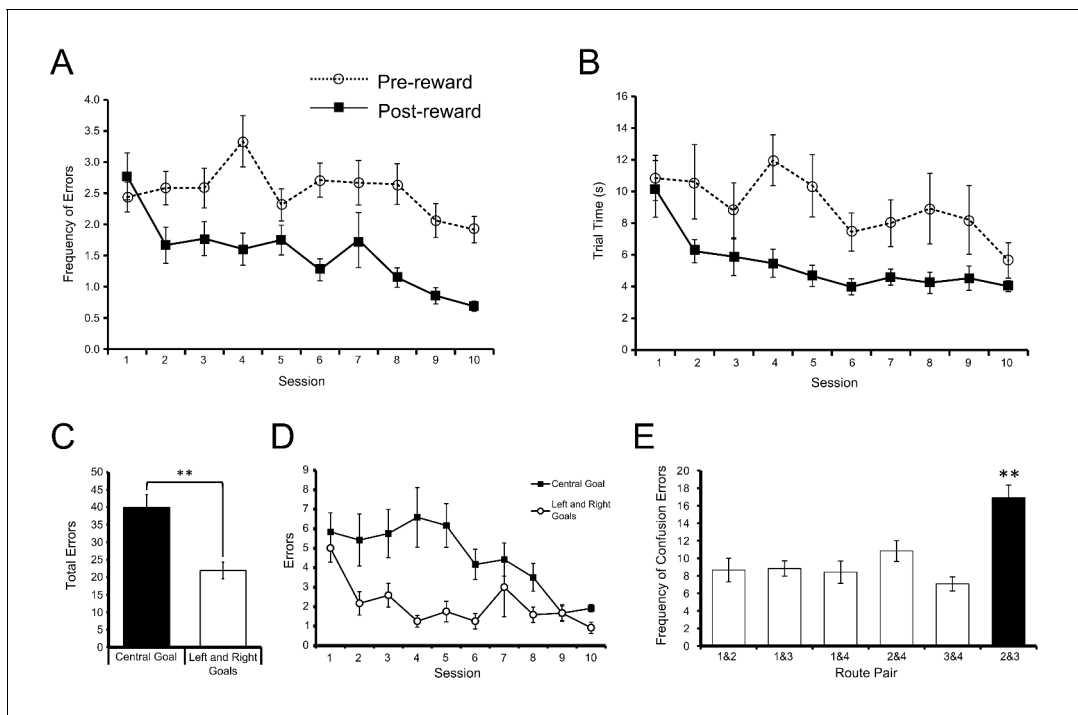 A
Pre-reward
Post-reward
Frequency of Errors
4.0
3.5
3.0
2.5
2.0
1.5
1.0
0.5
0.0
1 2 3 4 5 6 7 8 9 10
Session
B
Trial Time (s)
16
14
12
10
8
6
4
2
0
1 2 3 4 5 6 7 8 9 10
Session
C
Total Errors
50
45
40
35
30
25
20
15
10
5
0
**
Central Goal
Left and Right
Goals
D
Errors
9
8
7
6
5
4
3
2
1
0
Central Goal
Left and Right
Goals
1 2 3 4 5 6 7 8 9 10
Session
E
Frequency of Confusion Errors
20
18
16
14
12
10
8
6
4
2
0
**
1&2 1&3 1&4 2&4 3&4 2&3
Route Pair